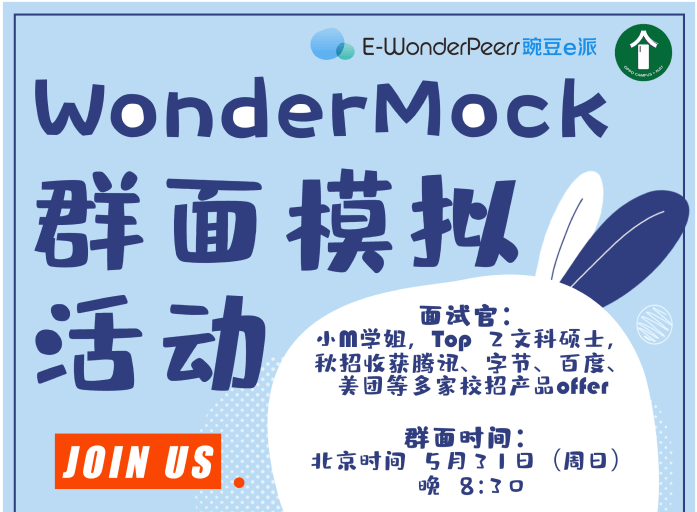 E-WonderPeers豌豆e派
WonderMock
群面模拟
活动
面试官：
小M学姐，Top 2文科硕士，
秋招收获腾讯、字节、百度、
美团等多家校招产品offer
群面时间：
北京时间 5月31日（周日）
晚 8:30
JOIN US